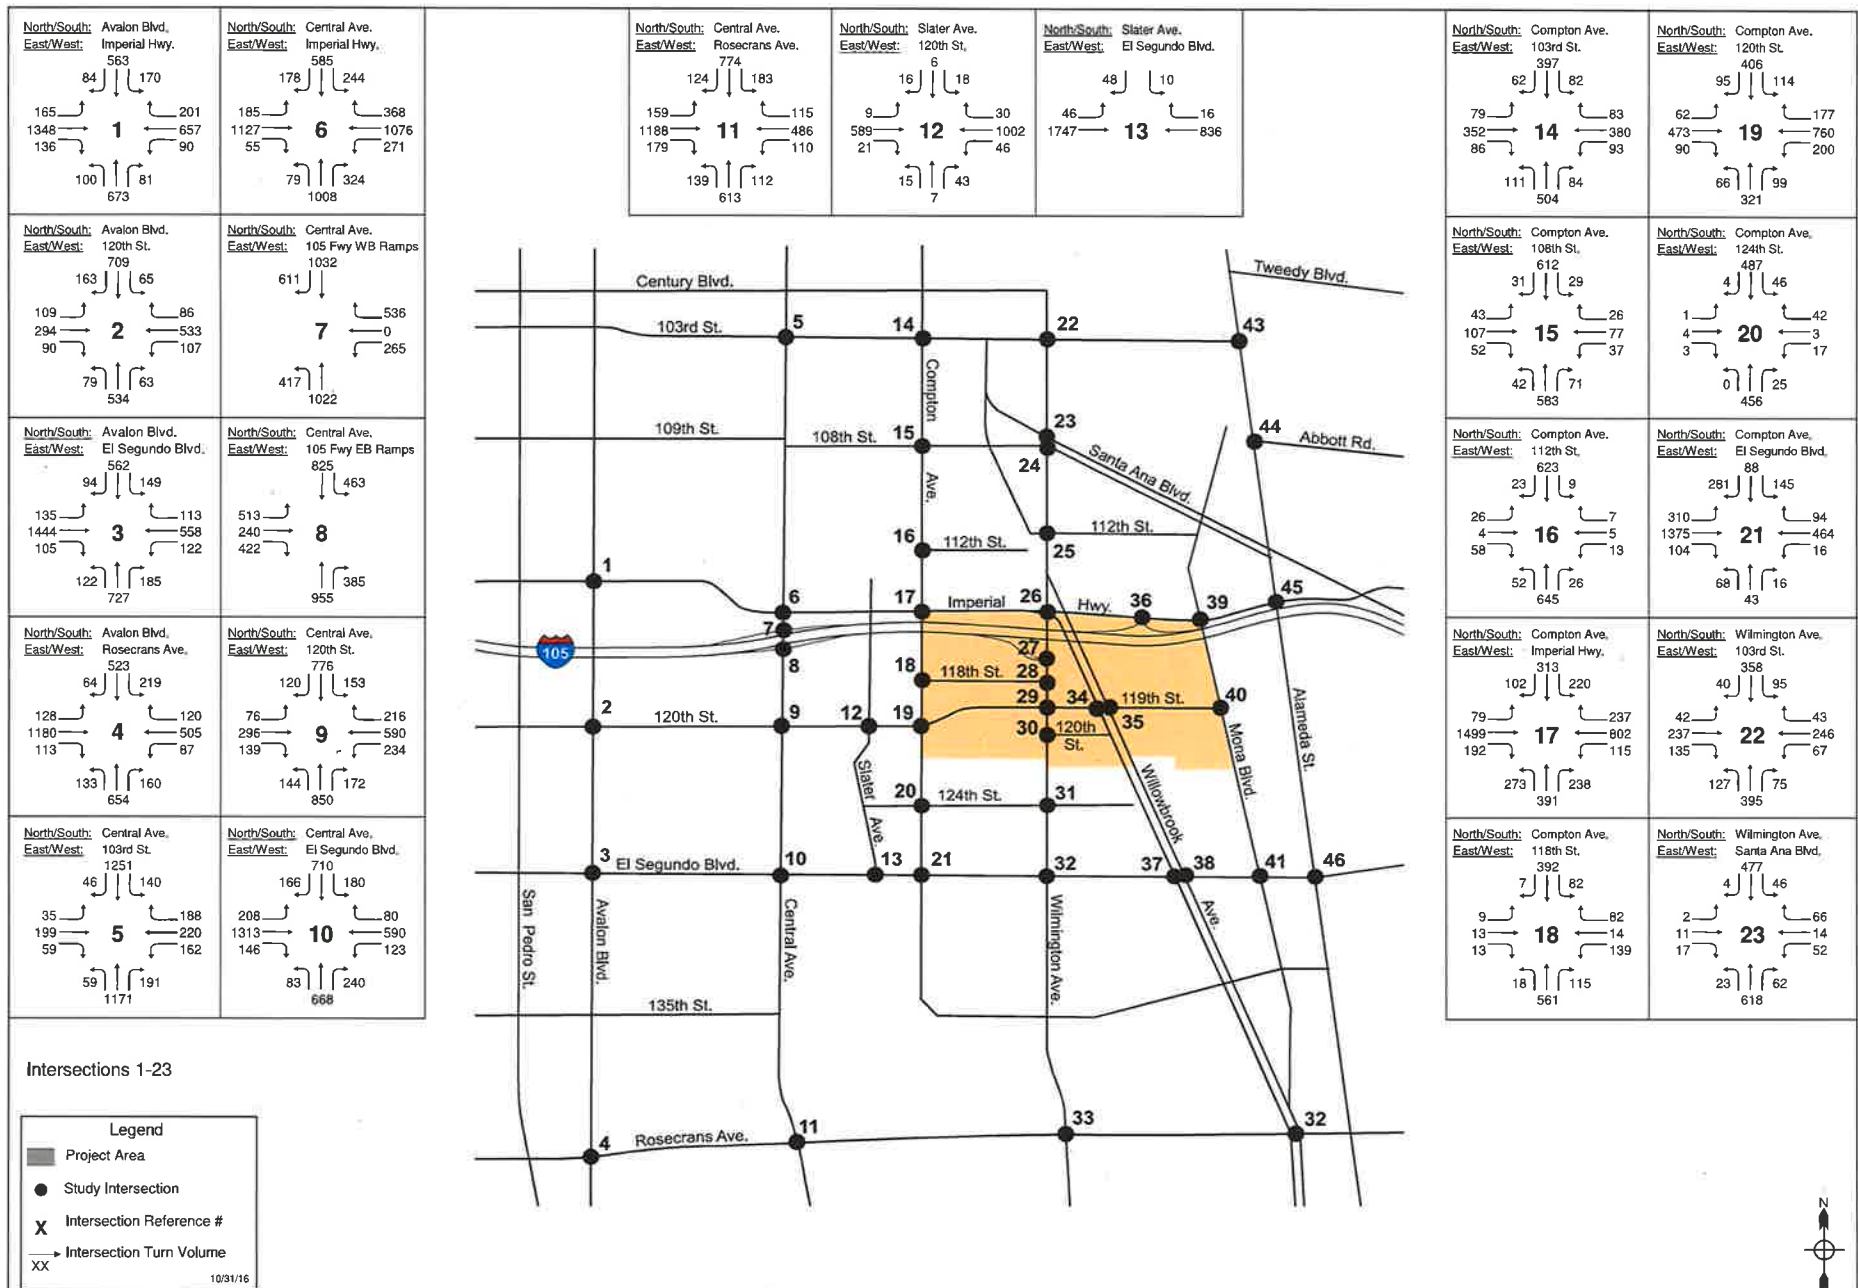 North/South: Avalon Blvd.
East/West: Imperial Hwy.
563
84 170
165 201
1348 1 657
136 90
100 81
673
North/South: Central Ave.
East/West: Imperial Hwy.
585
178 244
185 368
1127 6 1076
55 271
79 324
1008
North/South: Avalon Blvd.
East/West: 120th St.
709
163 65
109 86
294 2 533
90 107
79 63
534
North/South: Central Ave.
East/West: 105 Fwy WB Ramps
1032
611
536
7 0
265
417
1022
North/South: Avalon Blvd.
East/West: El Segundo Blvd.
562
94 149
135 113
1444 3 558
105 122
122 185
727
North/South: Central Ave.
East/West: 105 Fwy EB Ramps
825
463
513
240 8
422
385
955
North/South: Avalon Blvd.
East/West: Rosecrans Ave.
523
64 219
128 120
1180 4 505
113 87
133 160
654
North/South: Central Ave.
East/West: 120th St.
776
120 153
76 216
296 9 590
139 234
144 172
850
North/South: Central Ave.
East/West: 103rd St.
1251
46 140
35 188
199 5 220
59 162
59 191
1171
North/South: Central Ave.
East/West: El Segundo Blvd.
710
166 180
208 80
1313 10 590
146 123
83 240
668
North/South: Central Ave.
East/West: Rosecrans Ave.
774
124 183
159 115
1188 11 486
179 110
139 112
613
North/South: Slater Ave.
East/West: 120th St.
6
16 18
9 30
589 12 1002
21 46
15 43
7
North/South: Slater Ave.
East/West: El Segundo Blvd.
48 10
46 16
1747 13 836
North/South: Compton Ave.
East/West: 103rd St.
397
62 82
79 83
352 14 380
86 93
111 84
504
North/South: Compton Ave.
East/West: 120th St.
406
95 114
62 177
473 19 760
90 200
66 99
321
North/South: Compton Ave.
East/West: 108th St.
612
31 29
43 26
107 15 77
52 37
42 71
583
North/South: Compton Ave.
East/West: 124th St.
487
4 46
1 42
4 20 3
3 17
0 25
456
North/South: Compton Ave.
East/West: 112th St.
623
23 9
26 7
4 16 5
58 13
52 26
645
North/South: Compton Ave.
East/West: El Segundo Blvd.
88
281 145
310 94
1375 21 464
104 16
68 16
43
North/South: Compton Ave.
East/West: Imperial Hwy.
313
102 220
79 237
1499 17 802
192 115
273 238
391
North/South: Wilmington Ave.
East/West: 103rd St.
358
40 95
42 43
237 22 246
135 67
127 75
395
North/South: Compton Ave.
East/West: 118th St.
392
7 82
9 82
13 18 14
13 139
18 115
561
North/South: Wilmington Ave.
East/West: Santa Ana Blvd.
477
4 46
2 66
11 23 14
17 52
23 62
618
Tweedy Blvd.
Century Blvd.
103rd St. 5 14 22 43
Compton
Ave.
109th St.
108th St. 15
23
24
44
Abbott Rd.
Santa Ana Blvd.
16
112th St.
25
112th St.
1
6
17
Imperial
26
Hwy.
36
39
45
7
105
8
27
18
118th St.
28
29
34
119th St.
40
2
120th St.
9
12
19
30
120th
St.
35
Slater
Ave.
Mona Blvd.
Alameda St.
20
124th St.
31
Willowbrook
Ave.
3
El Segundo Blvd.
10
13
21
32
37
38
41
46
San Pedro St.
Avalon Blvd.
Central Ave.
Wilmington Ave.
135th St.
4
Rosecrans Ave.
11
33
32
Intersections 1-23
Legend
Project Area
Study Intersection
X Intersection Reference #
Intersection Turn Volume
XX
10/31/16
N